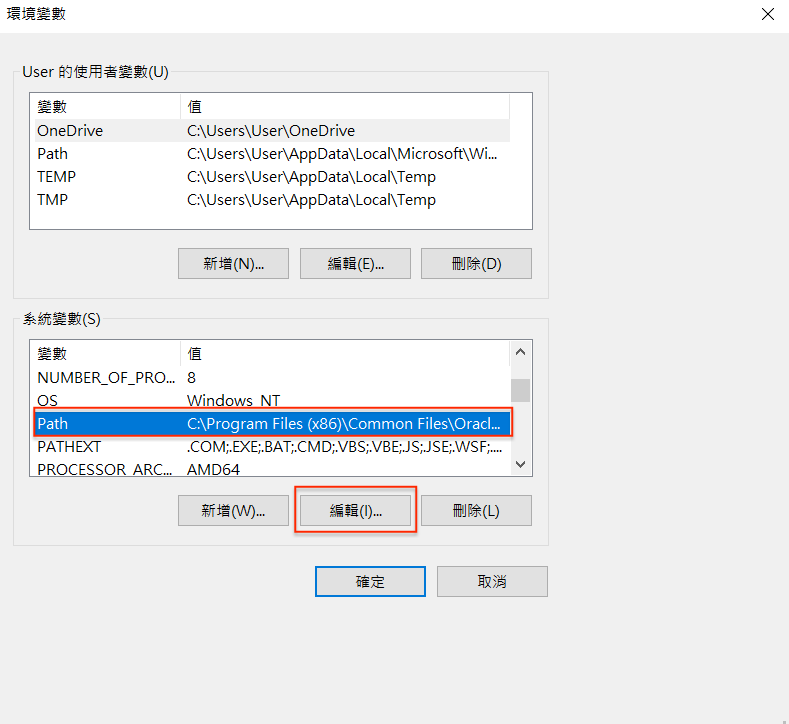 環境變數
User 的使用者變數(U)
變數 值
OneDrive C:\Users\User\OneDrive
Path C:\Users\User\AppData\Local\Microsoft\Wi...
TEMP C:\Users\User\AppData\Local\Temp
TMP C:\Users\User\AppData\Local\Temp
新增(N)... 編輯(E)... 刪除(D)
系統變數(S)
變數 值
NUMBER_OF_PRO... 8
OS Windows_NT
Path C:\Program Files (x86)\Common Files\Oracl...
PATHEXT .COM;.EXE;.BAT;.CMD;.VBS;.VBE;.JS;.JSE;.WSF;....
PROCESSOR_ARC... AMD64
新增(W)... 編輯(I)... 刪除(L)
確定 取消